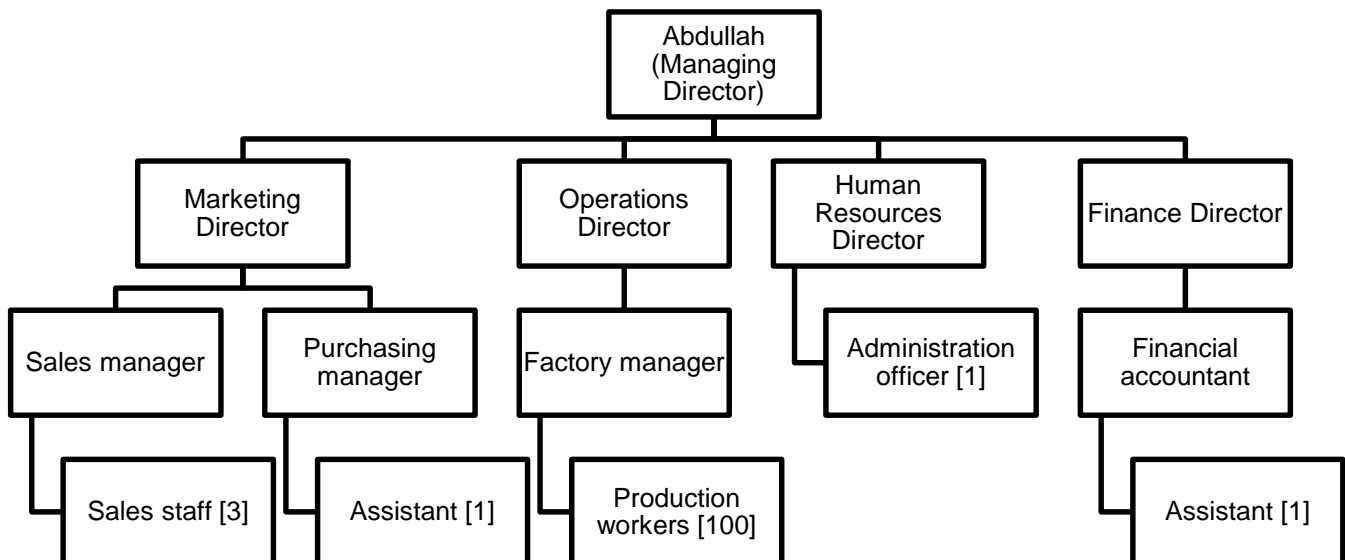 Abdullah
(Managing
Director)
Marketing
Director
Operations
Director
Human
Resources
Director
Finance Director
Sales manager
Purchasing
manager
Factory manager
Administration
officer [1]
Financial
accountant
Sales staff [3]
Assistant [1]
Production
workers [100]
Assistant [1]